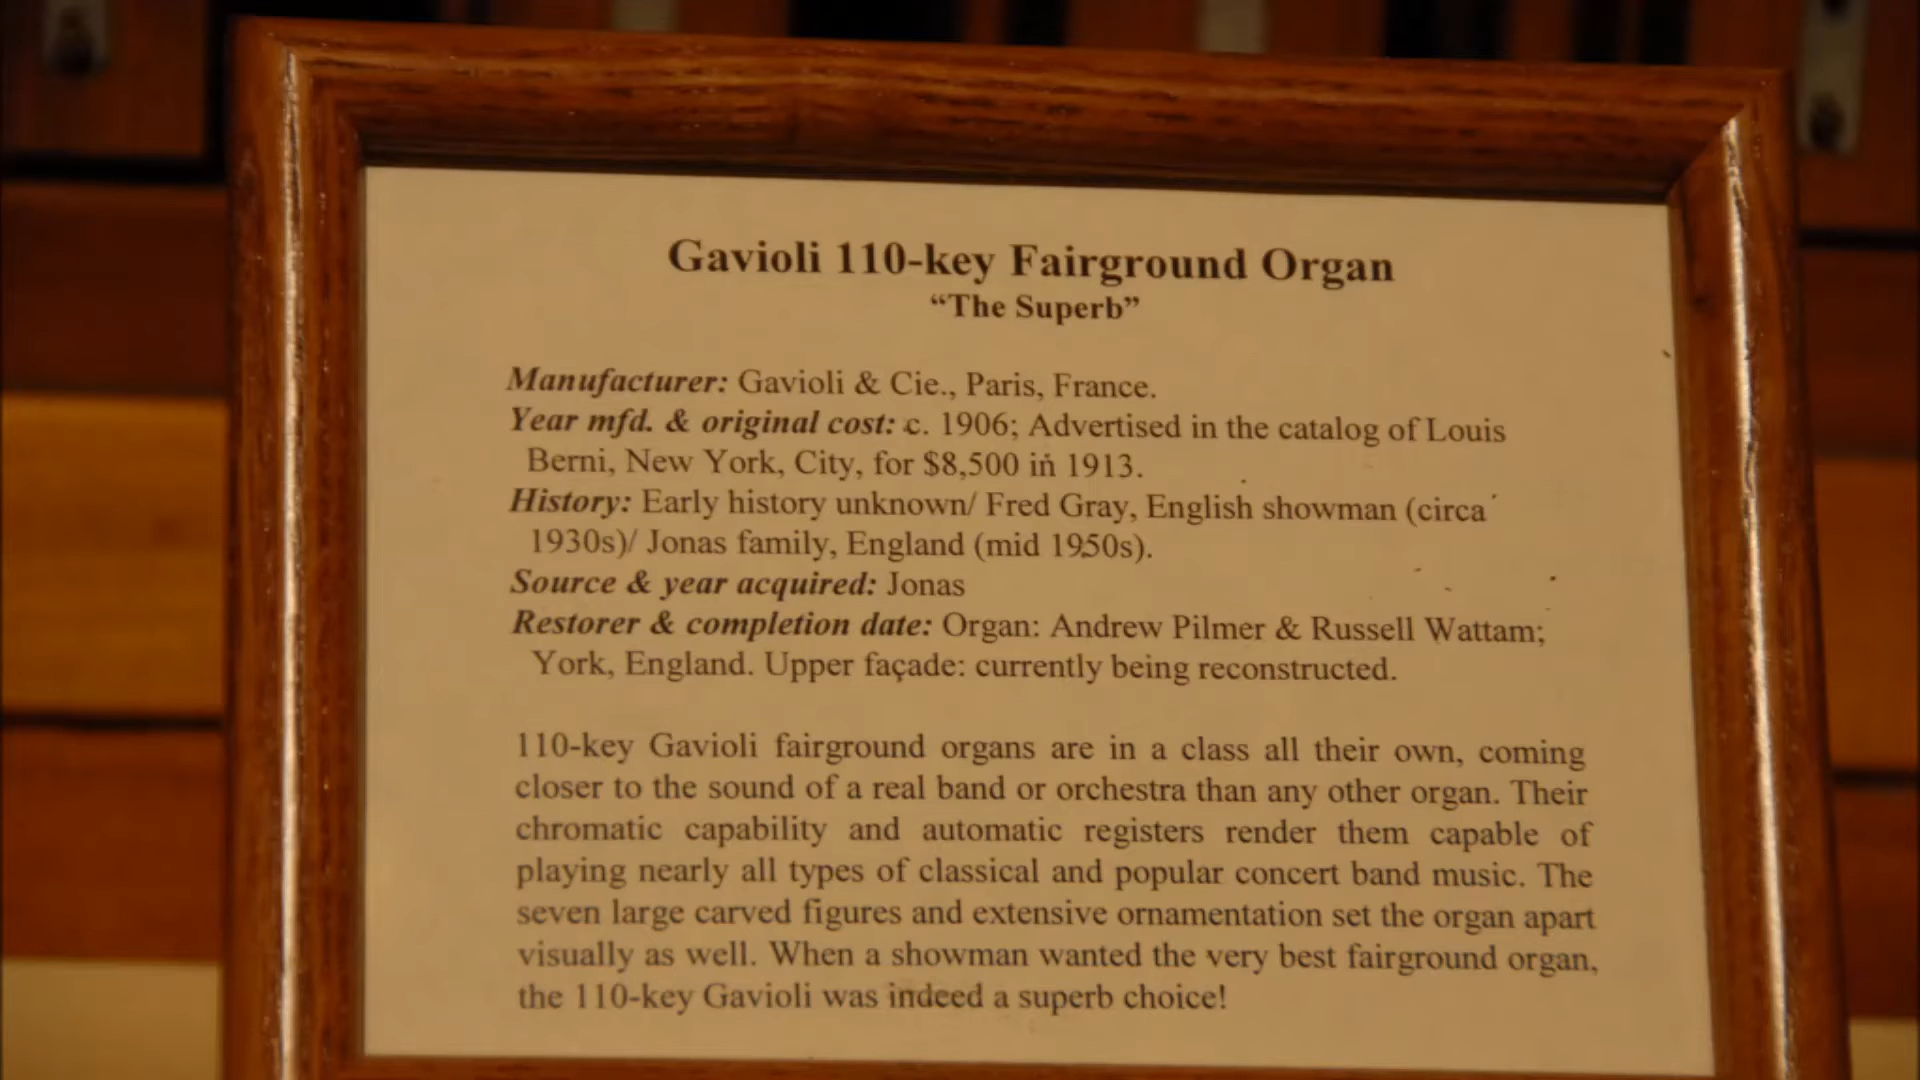 Gavioli 110-key Fairground Organ
“The Superb”
Manufacturer: Gavioli & Cie., Paris, France.
Year mfd. & original cost: c. 1906; Advertised in the catalog of Louis
Berni, New York, City, for $8,500 in 1913.
History: Early history unknown/ Fred Gray, English showman (circa
1930s)/ Jonas family, England (mid 1950s).
Source & year acquired: Jonas
Restorer & completion date: Organ: Andrew Pilmer & Russell Wattam;
York, England. Upper façade: currently being reconstructed.
110-key Gavioli fairground organs are in a class all their own, coming
closer to the sound of a real band or orchestra than any other organ. Their
chromatic capability and automatic registers render them capable of
playing nearly all types of classical and popular concert band music. The
seven large carved figures and extensive ornamentation set the organ apart
visually as well. When a showman wanted the very best fairground organ,
the 110-key Gavioli was indeed a superb choice!